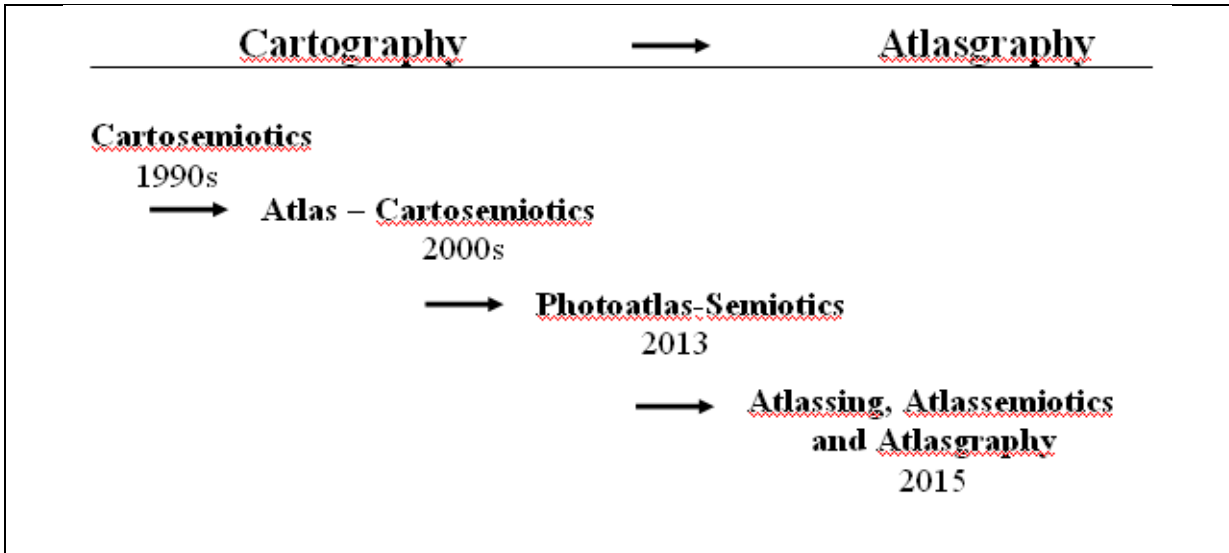 Cartography → Atlasgraphy
Cartosemiotics
1990s
→ Atlas – Cartosemiotics
2000s
→ Photoatlas-Semiotics
2013
→ Atlassing, Atlassemiotics
and Atlasgraphy
2015